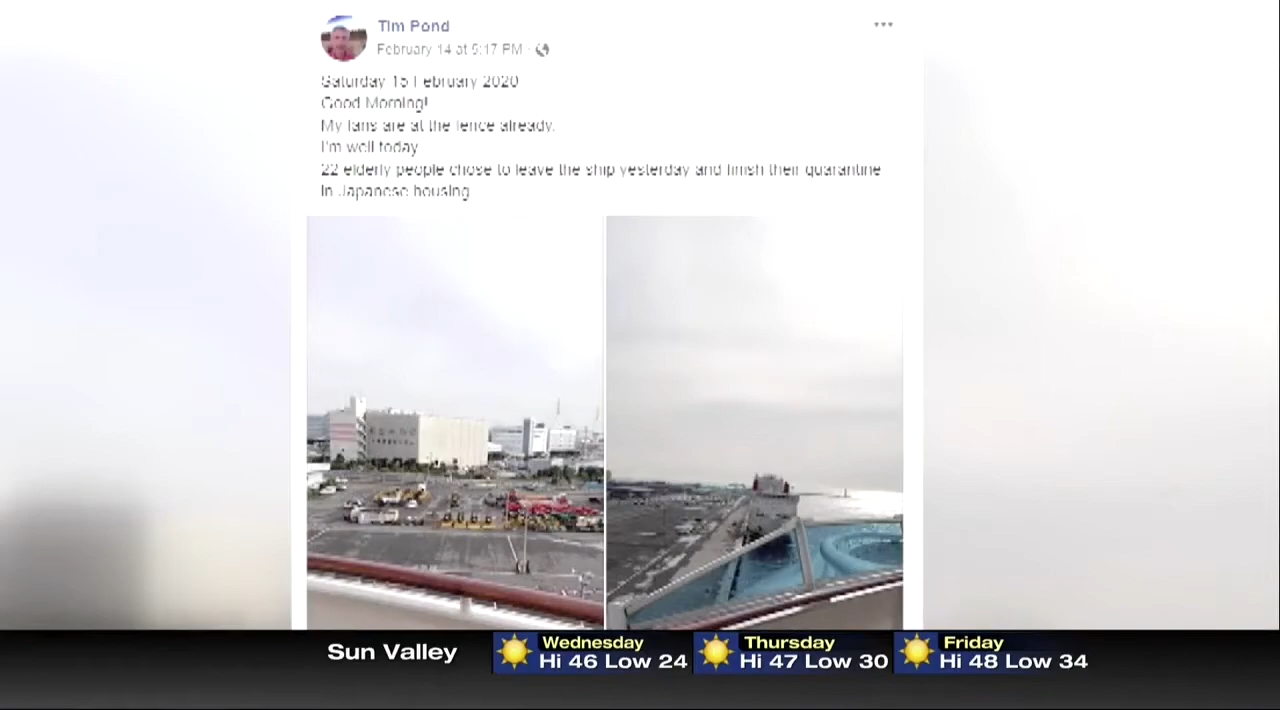 Tim Pond
February 14 at 5:17 PM ·
Saturday 15 February 2020
Good Morning!
My fans are at the fence already.
I'm well today
22 elderly people chose to leave the ship yesterday and finish their quarantine
in Japanese housing
Sun Valley
Wednesday
Hi 46 Low 24
Thursday
Hi 47 Low 30
Friday
Hi 48 Low 34